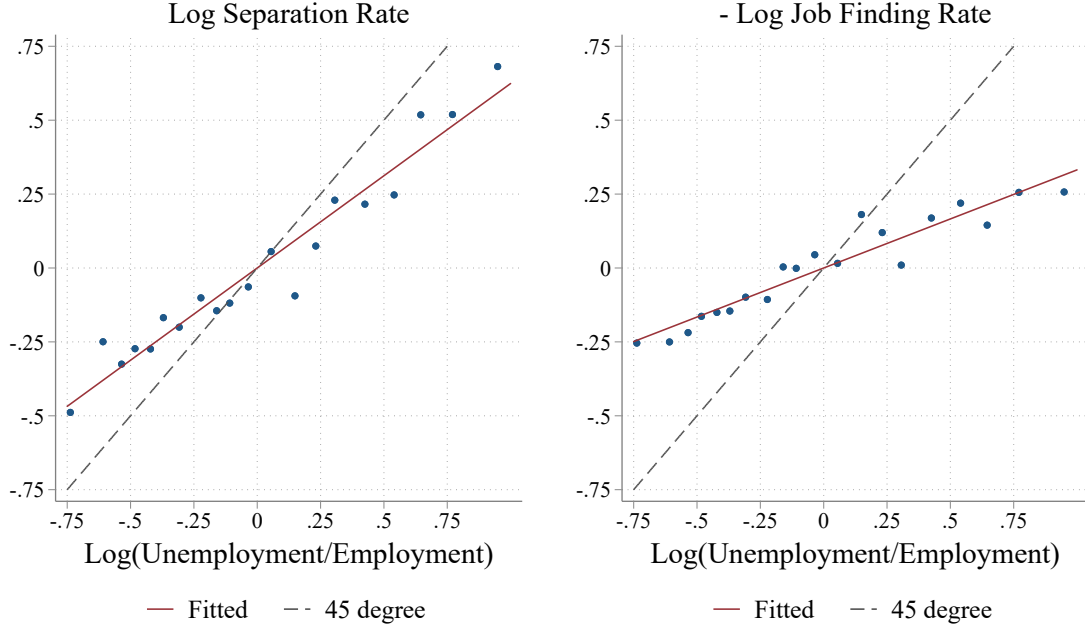 Log Separation Rate
.75
.5
.25
0
-.25
-.5
-.75
-.75 -.5 -.25 0 .25 .5 .75
Log(Unemployment/Employment)
Fitted 45 degree
- Log Job Finding Rate
.75
.5
.25
0
-.25
-.5
-.75
-.75 -.5 -.25 0 .25 .5 .75
Log(Unemployment/Employment)
Fitted 45 degree